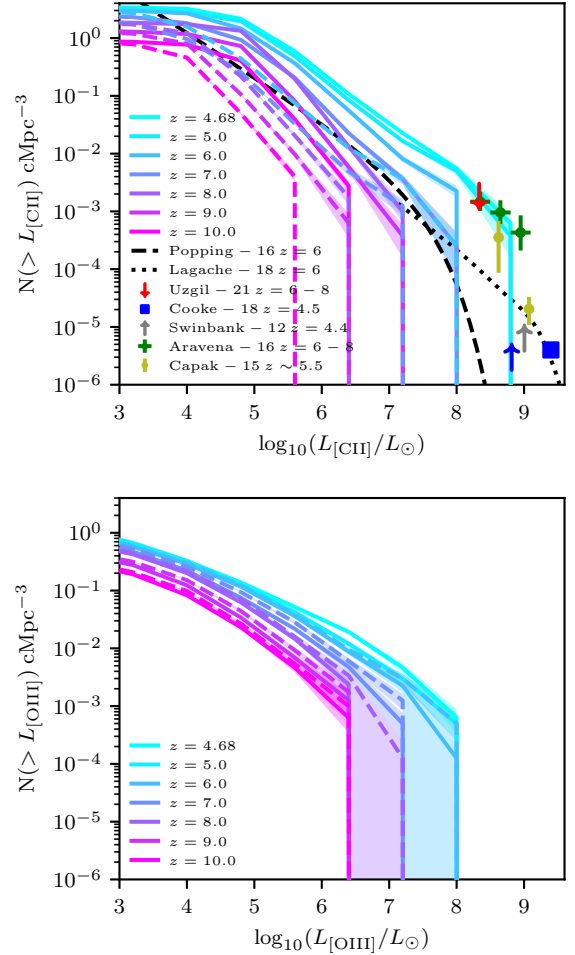 10^0
10^-1
10^-2
10^-3
10^-4
10^-5
10^-6
N(> L_[CII]) cMpc^-3
z = 4.68
z = 5.0
z = 6.0
z = 7.0
z = 8.0
z = 9.0
z = 10.0
Popping − 16 z = 6
Lagache − 18 z = 6
Uzgil − 21 z = 6 − 8
Cooke − 18 z = 4.5
Swinbank − 12 z = 4.4
Aravena − 16 z = 6 − 8
Capak − 15 z ∼ 5.5
3 4 5 6 7 8 9
log_10(L_[CII]/L_⊙)
10^0
10^-1
10^-2
10^-3
10^-4
10^-5
10^-6
N(> L_[OIII]) cMpc^-3
z = 4.68
z = 5.0
z = 6.0
z = 7.0
z = 8.0
z = 9.0
z = 10.0
3 4 5 6 7 8 9
log_10(L_[OIII]/L_⊙)